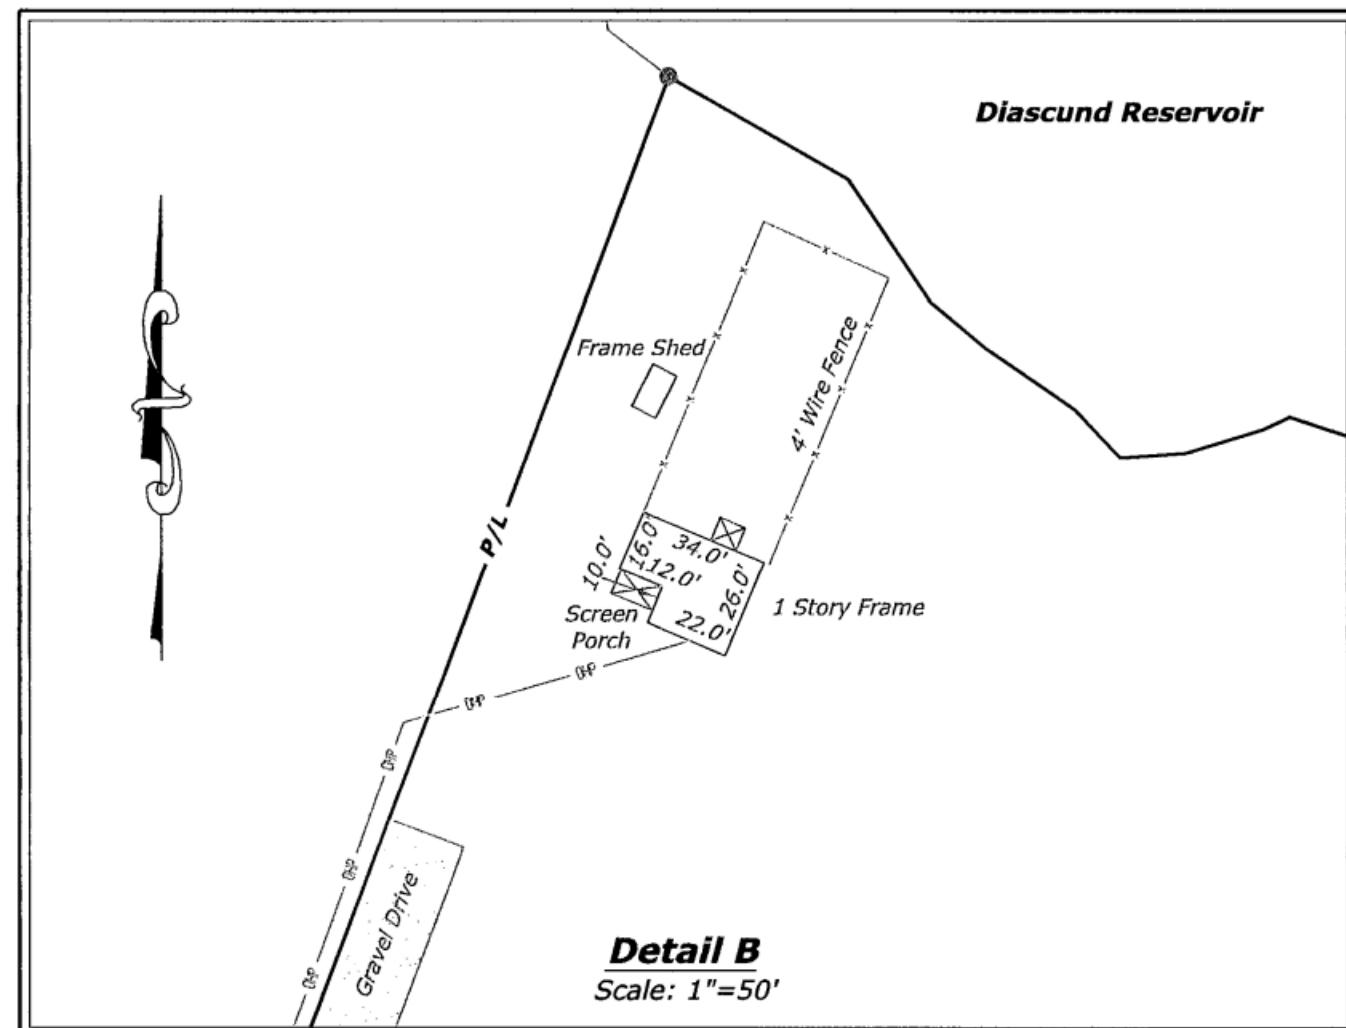 Diascund Reservoir
Frame Shed
4' Wire Fence
P/L
16.0'
34.0'
10.0'
12.0'
26.0'
22.0'
1 Story Frame
Screen
Porch
OHP
OHP
OHP
OHP
OHP
Gravel Drive
Detail B
Scale: 1"=50'